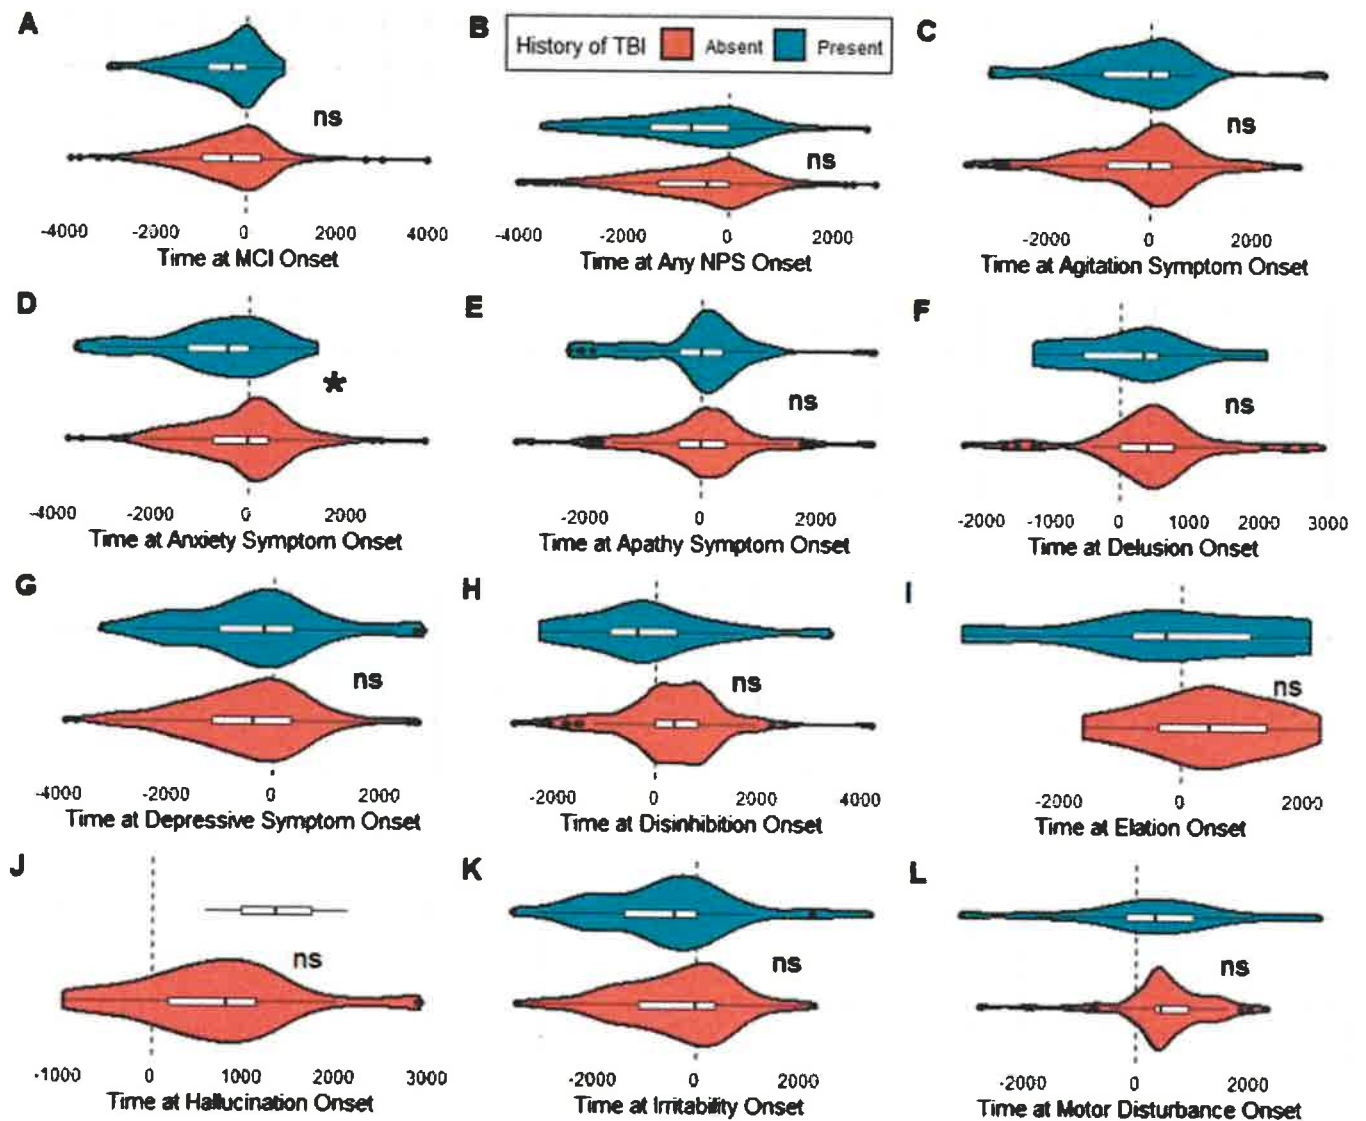 A
B
History of TBI Absent Present
C
ns
ns
ns
-4000 -2000 0 2000 4000
Time at MCI Onset
-4000 -2000 0 2000
Time at Any NPS Onset
-2000 0 2000
Time at Agitation Symptom Onset
D
E
F
*
ns
ns
-4000 -2000 0 2000
Time at Anxiety Symptom Onset
-2000 0 2000
Time at Apathy Symptom Onset
-2000 -1000 0 1000 2000 3000
Time at Delusion Onset
G
H
I
ns
ns
ns
-4000 -2000 0 2000
Time at Depressive Symptom Onset
-2000 0 2000 4000
Time at Disinhibition Onset
-2000 0 2000
Time at Elation Onset
J
K
L
ns
ns
ns
-1000 0 1000 2000 3000
Time at Hallucination Onset
-2000 0 2000
Time at Irritability Onset
-2000 0 2000
Time at Motor Disturbance Onset